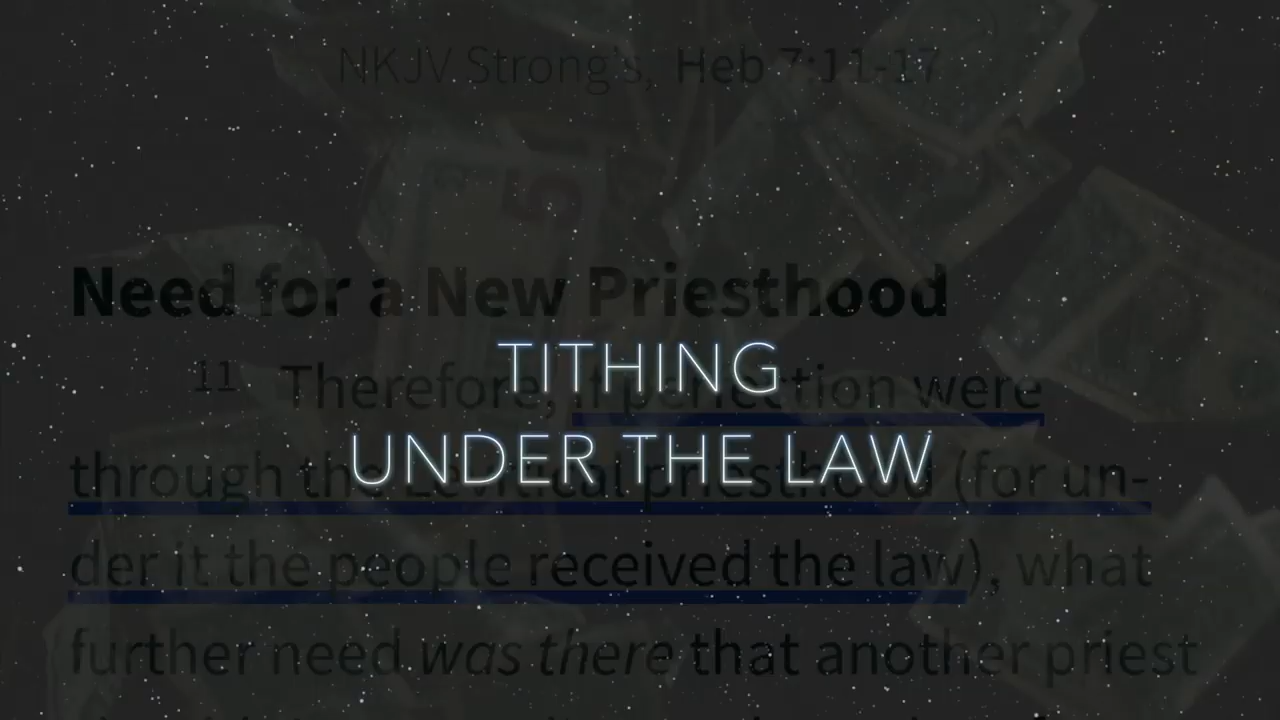 NKJV Strong's, Heb 7:11-17
Need for a New Priesthood
11 Therefore, if perfection were
TITHING
through the Levitical priesthood (for un-
UNDER THE LAW
der it the people received the law), what
further need was there that another priest